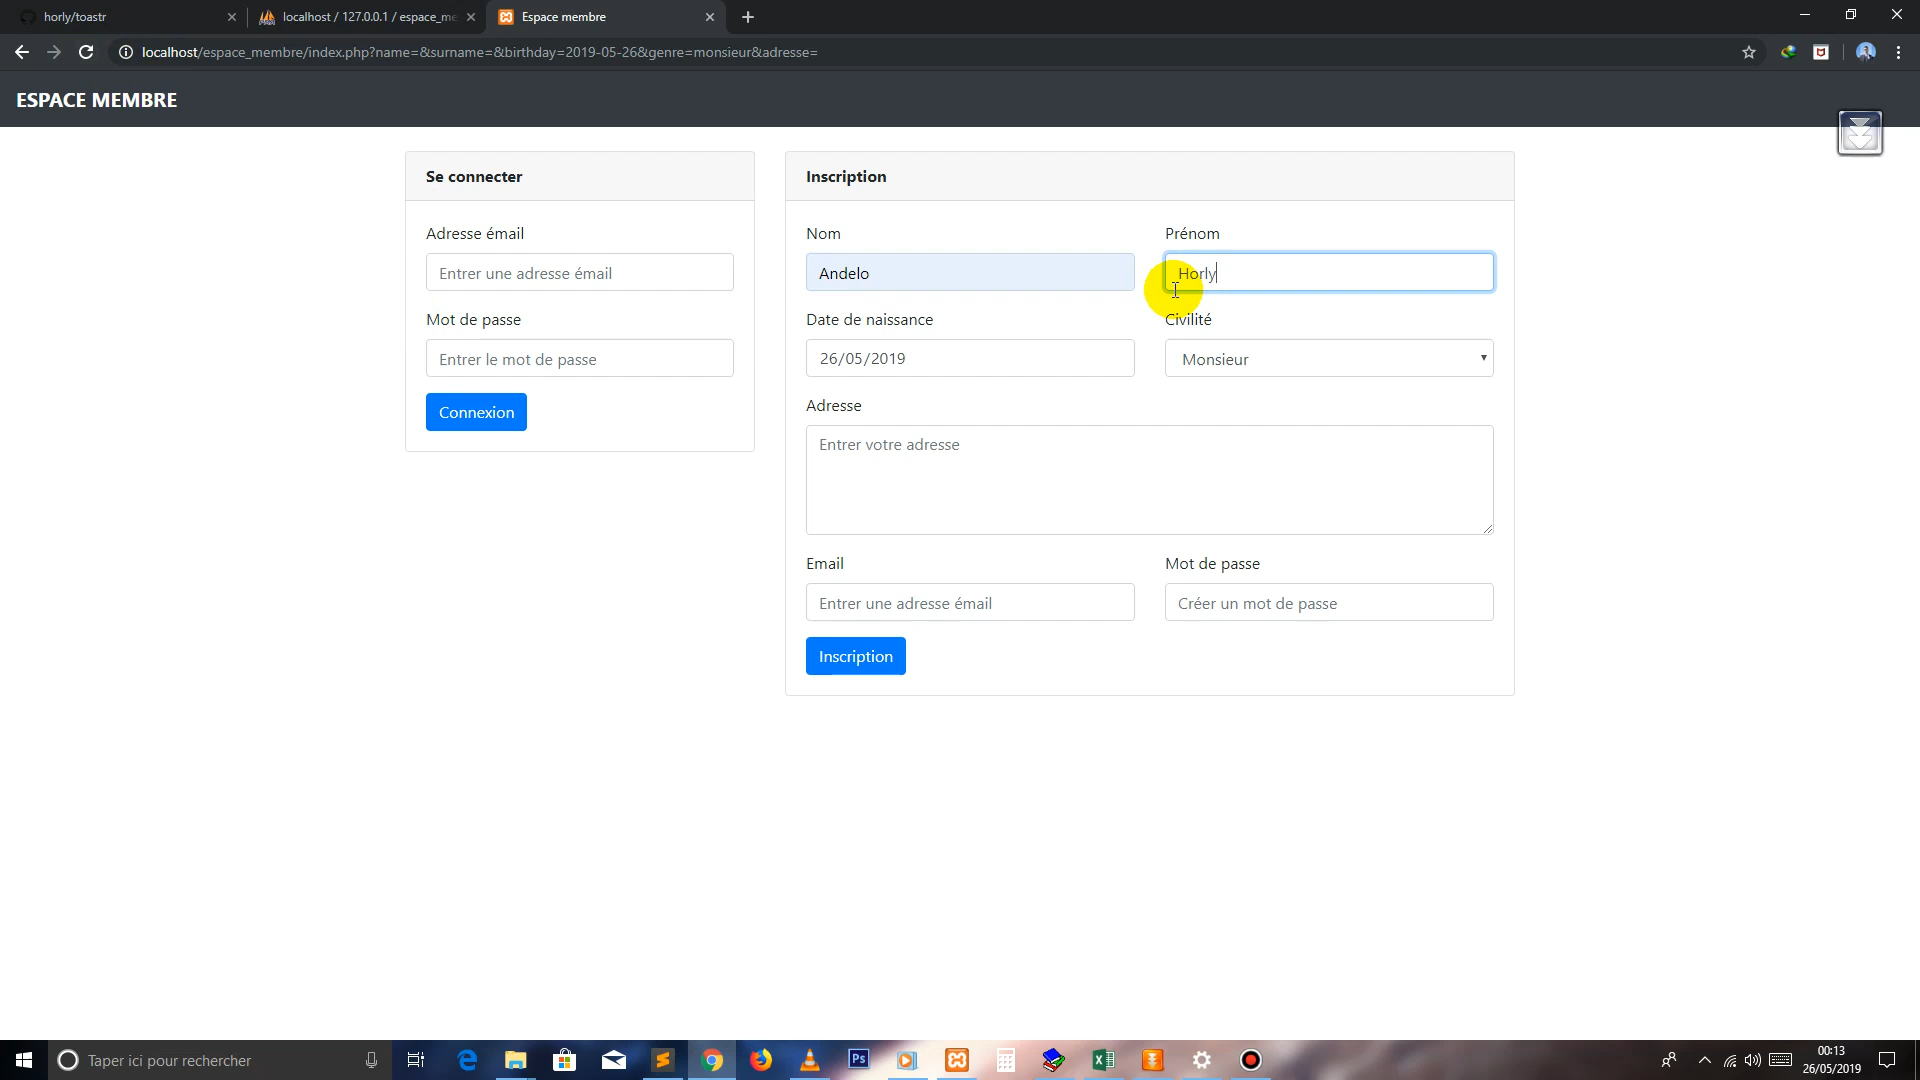 horly/toastr
localhost / 127.0.0.1 / espace_me
Espace membre
localhost/espace_membre/index.php?name=&surname=&birthday=2019-05-26&genre=monsieur&adresse=
ESPACE MEMBRE
Se connecter
Adresse émail
Entrer une adresse émail
Mot de passe
Entrer le mot de passe
Connexion
Inscription
Nom
Prénom
Andelo
Horly
Date de naissance
Civilité
26/05/2019
Monsieur
Adresse
Entrer votre adresse
Email
Mot de passe
Entrer une adresse émail
Créer un mot de passe
Inscription
Taper ici pour rechercher
Ps
00:13
26/05/2019